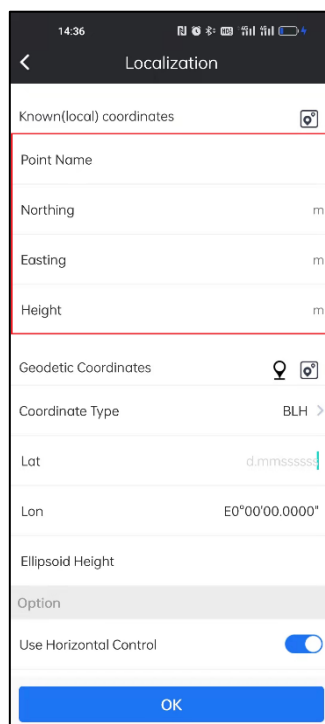 14:36
Localization
Known(local) coordinates
Point Name
Northing m
Easting m
Height m
Geodetic Coordinates
Coordinate Type BLH >
Lat d.mmssssss
Lon E0°00'00.0000"
Ellipsoid Height
Option
Use Horizontal Control
OK